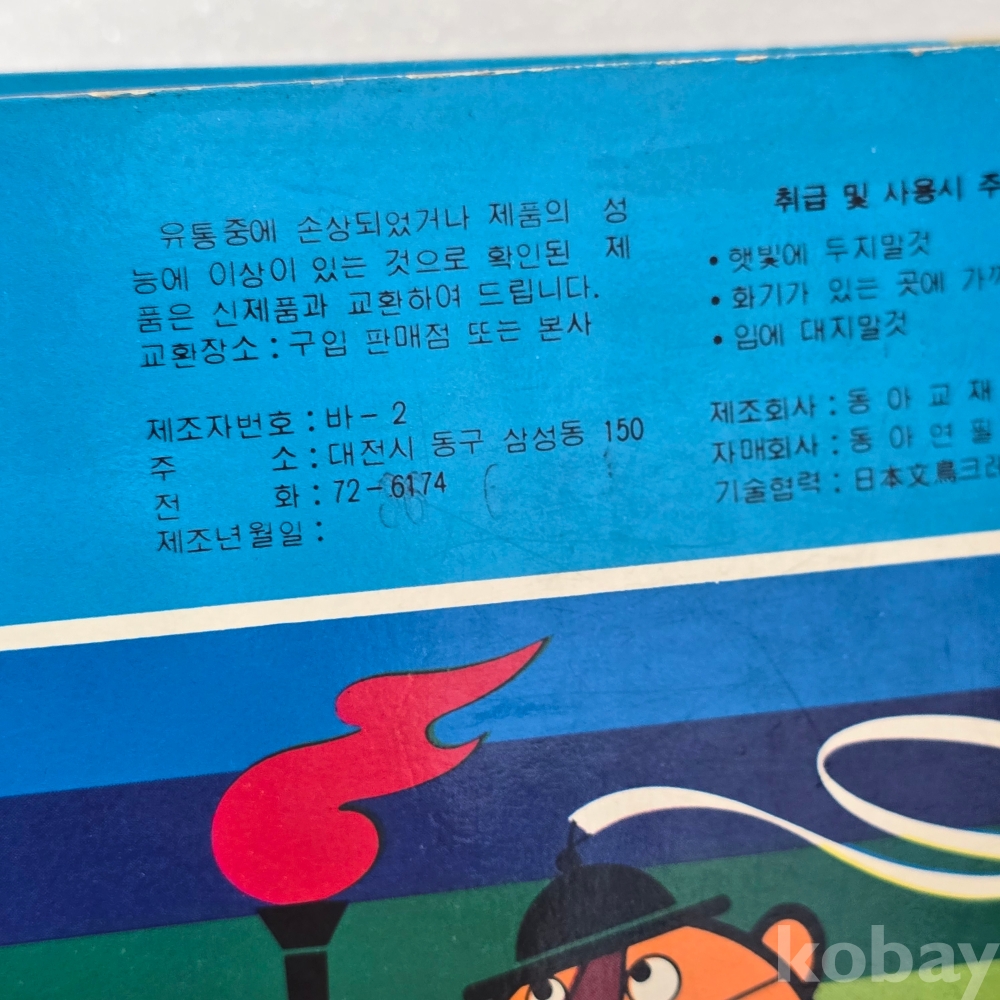 유통중에 손상되었거나 제품의 성
능에 이상이 있는 것으로 확인된 제
품은 신제품과 교환하여 드립니다.
교환장소 : 구입 판매점 또는 본사
제조자번호 : 바 - 2
주 소 : 대전시 동구 삼성동 150
전 화 : 72-6174
제조년월일 :
취급 및 사용시
• 햇빛에 두지말것
• 화기가 있는 곳에
• 입에 대지말것
제조회사 : 동 아 교 재
자매회사 : 동 아 연 필
기술협력 : 日本文鳥크레
kobay